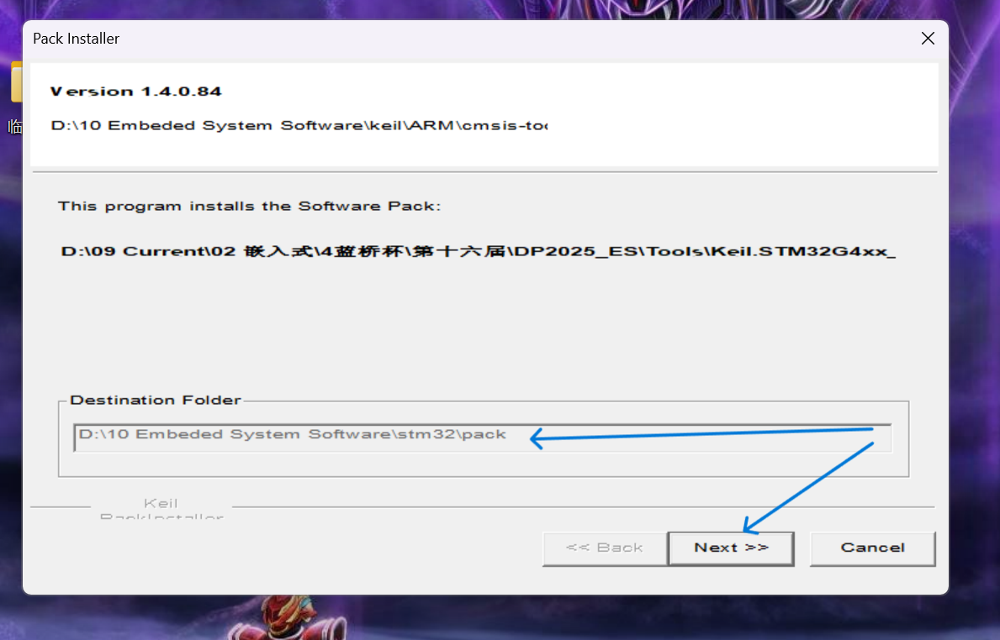 Pack Installer
Version 1.4.0.84
D:\10 Embeded System Software\keil\ARM\cmsis-too
临
This program installs the Software Pack:
D:\09 Current\02 嵌入式\4蓝桥杯\第十六届\DP2025_ES\Tools\Keil.STM32G4xx_
Destination Folder
D:\10 Embeded System Software\stm32\pack
Keil
PackInstaller
<< Back
Next >>
Cancel